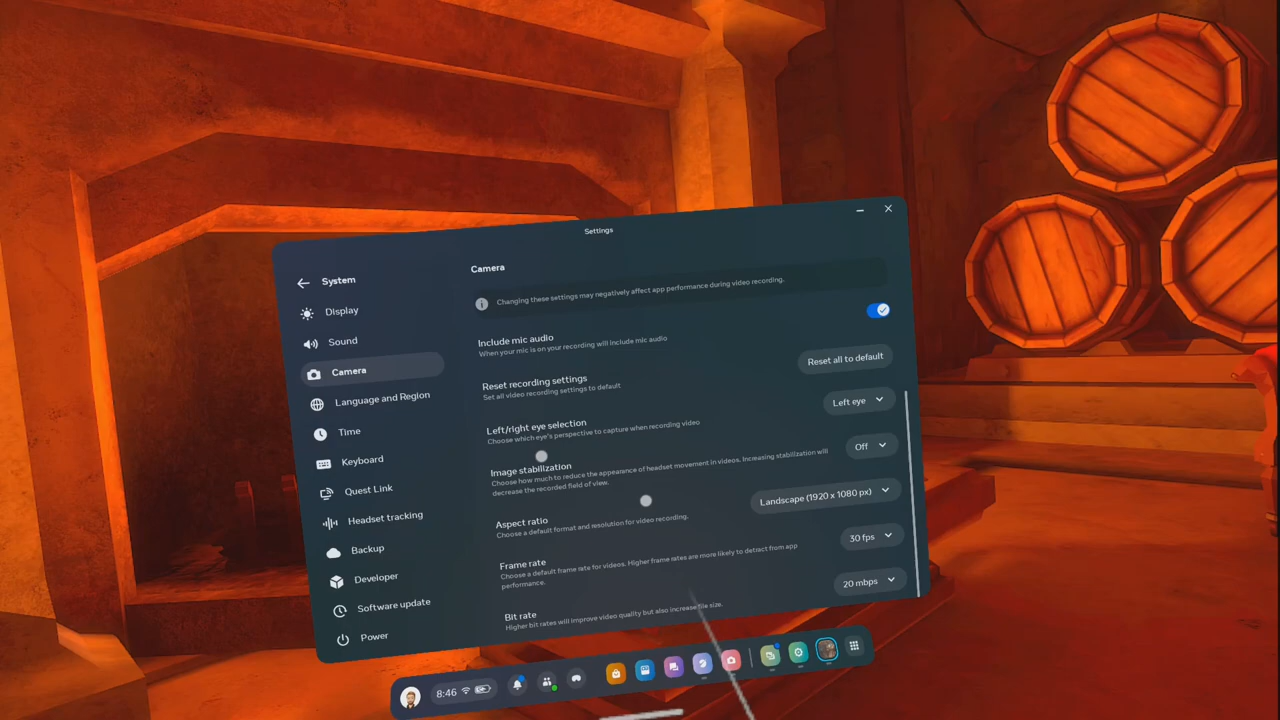 Settings
System
Display
Sound
Camera
Language and Region
Time
Keyboard
Quest Link
Headset tracking
Backup
Developer
Software update
Power
Camera
Changing these settings may negatively affect app performance during video recording.
Include mic audio
When your mic is on your recording will include mic audio
Reset recording settings
Set all video recording settings to default
Reset all to default
Left/right eye selection
Choose which eye's perspective to capture when recording video
Left eye
Image stabilization
Choose how much to reduce the appearance of headset movement in videos. Increasing stabilization will
decrease the recorded field of view.
Off
Aspect ratio
Choose a default format and resolution for video recording.
Landscape (1920 x 1080 px)
Frame rate
Choose a default frame rate for videos. Higher frame rates are more likely to detract from app
performance.
30 fps
Bit rate
Higher bit rates will improve video quality but also increase file size.
20 mbps
8:46